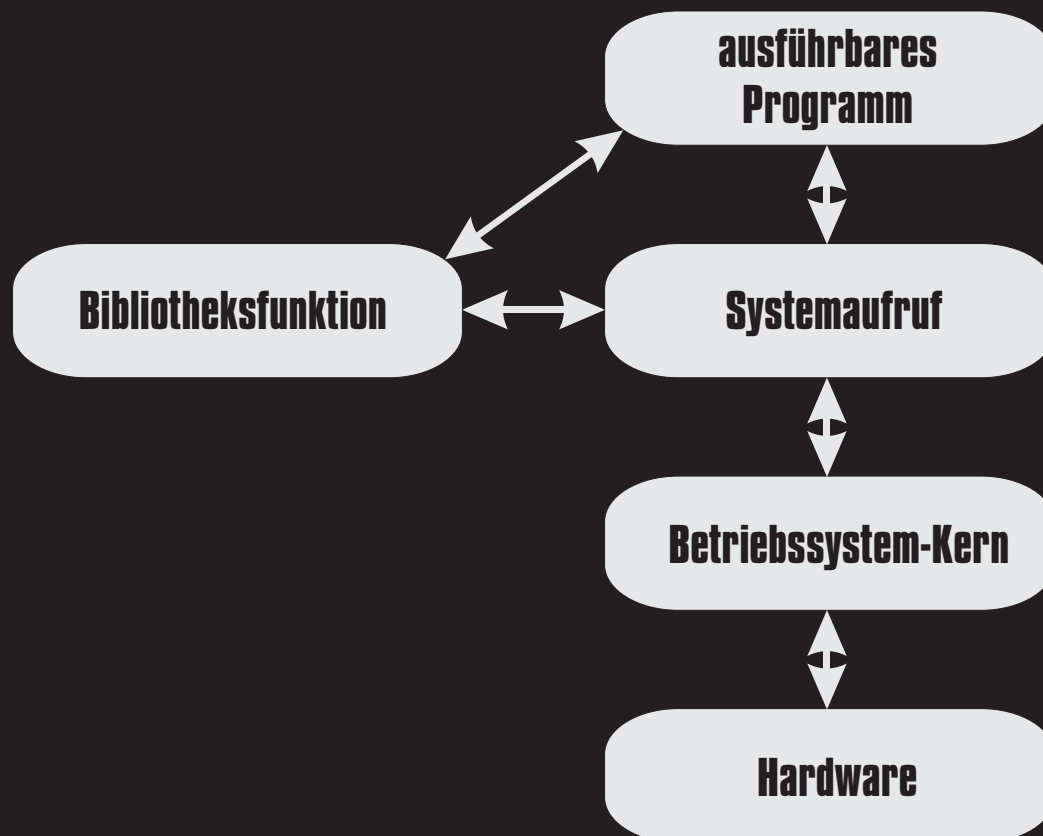 ausführbares
Programm
Bibliotheksfunktion
Systemaufruf
Betriebssystem-Kern
Hardware